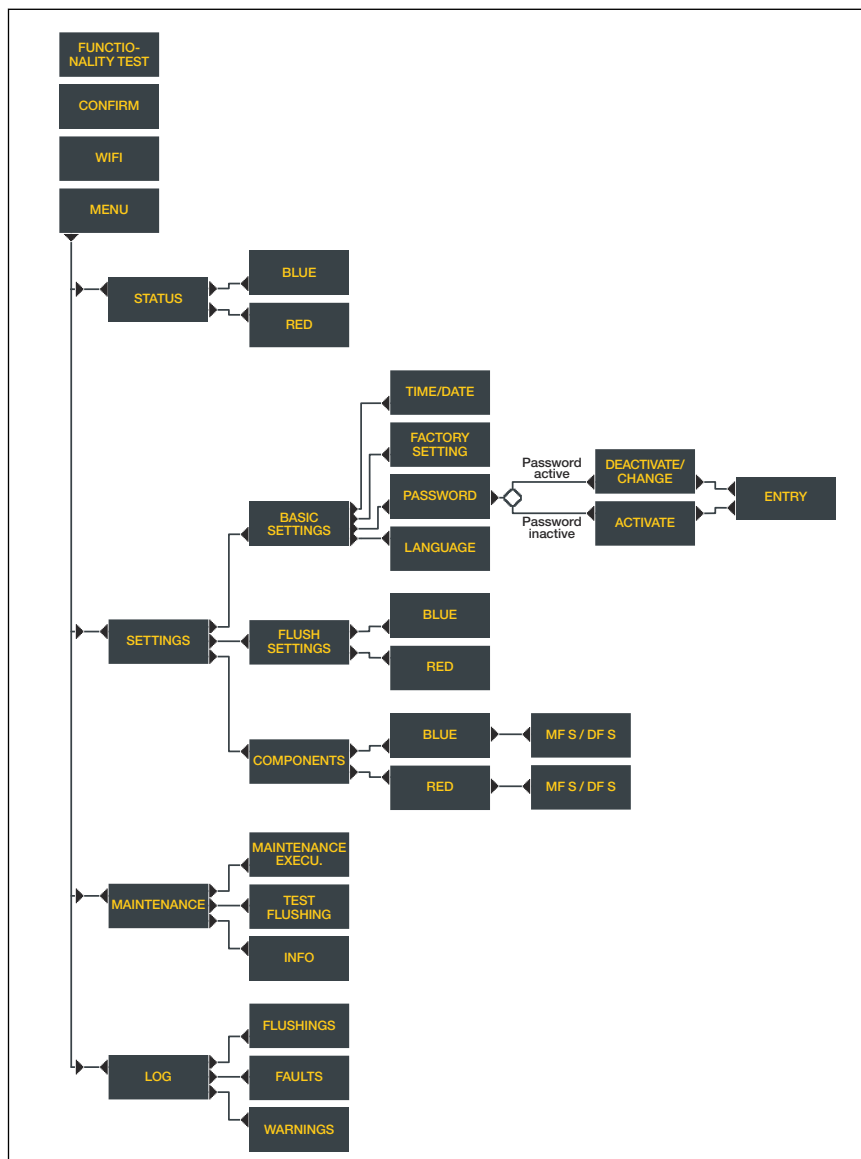 FUNCTIO-
NALITY TEST
CONFIRM
WIFI
MENU
STATUS
BLUE
RED
SETTINGS
BASIC
SETTINGS
TIME/DATE
FACTORY
SETTING
PASSWORD
Password
active
DEACTIVATE/
CHANGE
Password
inactive
ACTIVATE
ENTRY
LANGUAGE
FLUSH
SETTINGS
BLUE
RED
COMPONENTS
BLUE
MF S / DF S
RED
MF S / DF S
MAINTENANCE
MAINTENANCE
EXECU.
TEST
FLUSHING
INFO
LOG
FLUSHINGS
FAULTS
WARNINGS